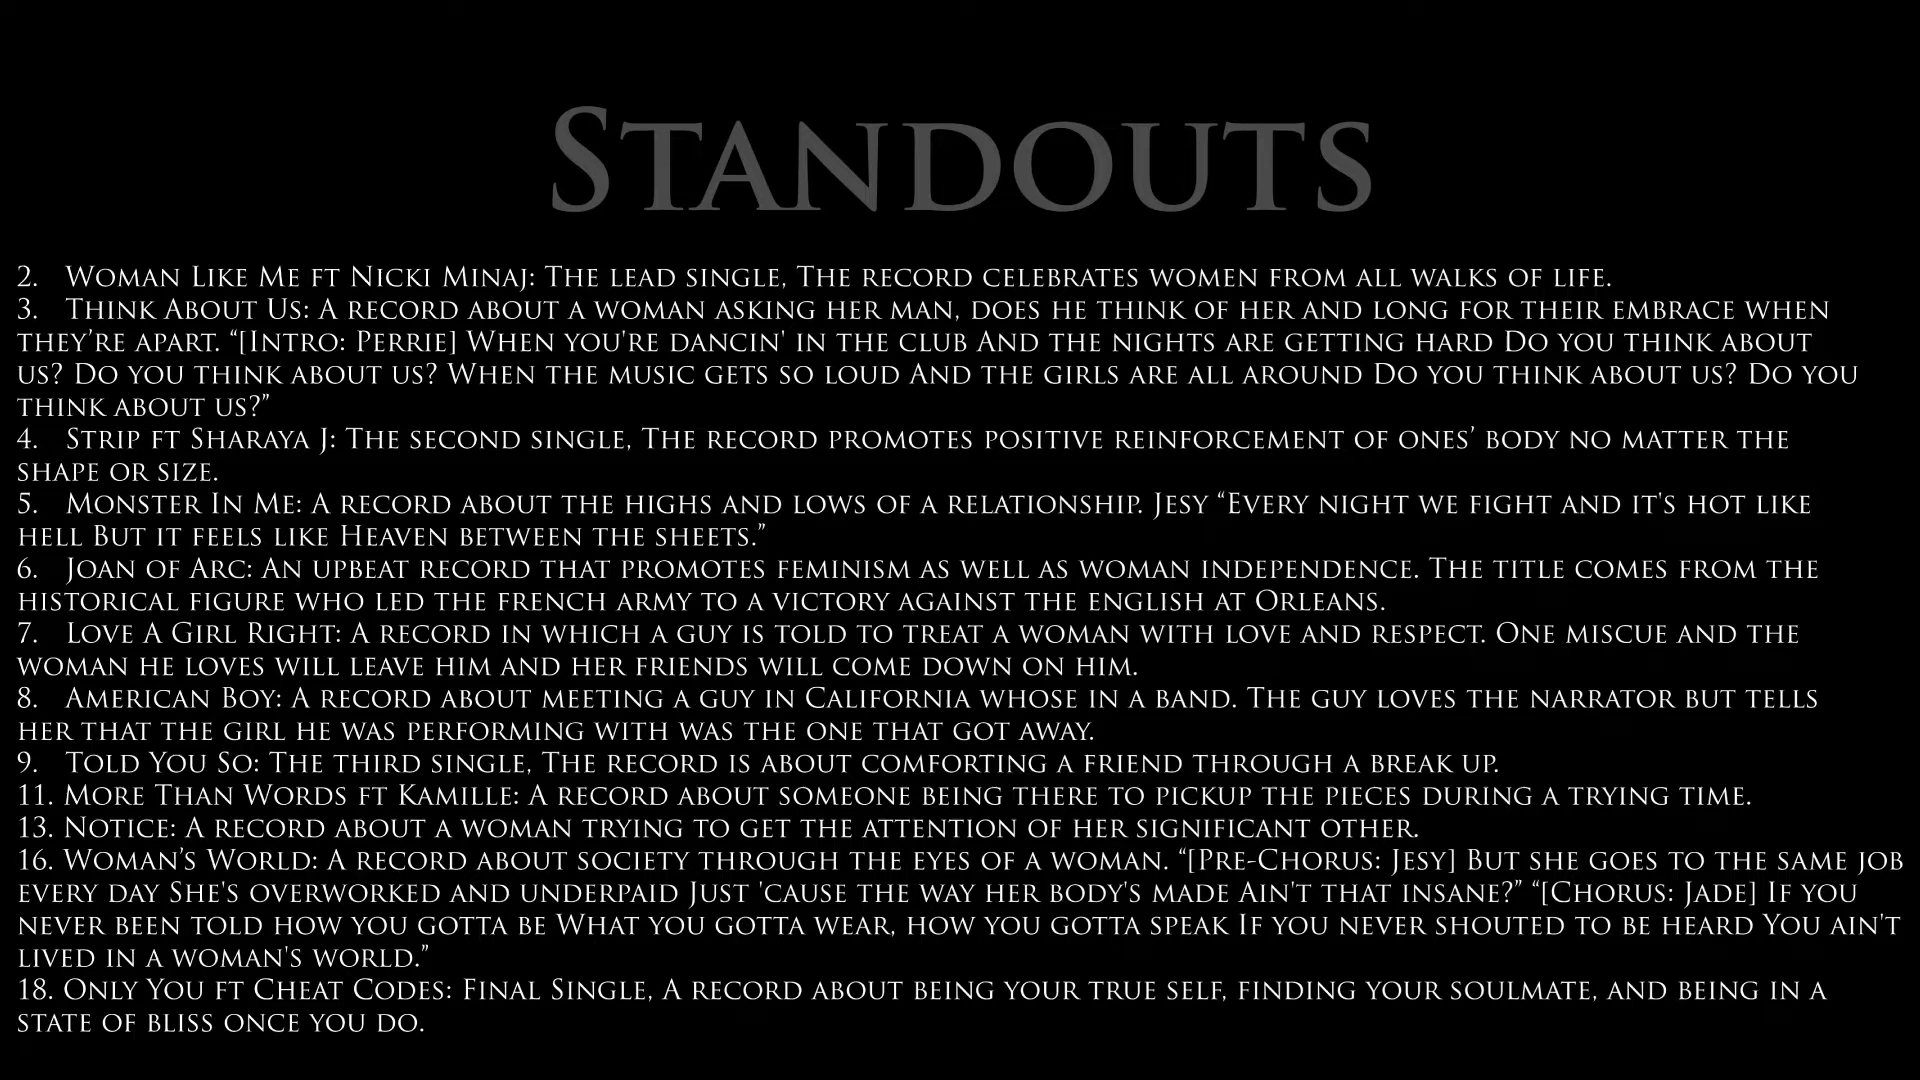 Standouts
2. Woman Like Me ft Nicki Minaj: The lead single, The record celebrates women from all walks of life.
3. Think About Us: A record about a woman asking her man, does he think of her and long for their embrace when
they’re apart. “[Intro: Perrie] When you're dancin' in the club And the nights are getting hard Do you think about
us? Do you think about us? When the music gets so loud And the girls are all around Do you think about us? Do you
think about us?”
4. Strip ft Sharaya J: The second single, The record promotes positive reinforcement of ones’ body no matter the
shape or size.
5. Monster In Me: A record about the highs and lows of a relationship. Jesy “Every night we fight and it's hot like
hell But it feels like Heaven between the sheets.”
6. Joan of Arc: An upbeat record that promotes feminism as well as woman independence. The title comes from the
historical figure who led the french army to a victory against the english at Orleans.
7. Love A Girl Right: A record in which a guy is told to treat a woman with love and respect. One miscue and the
woman he loves will leave him and her friends will come down on him.
8. American Boy: A record about meeting a guy in California whose in a band. The guy loves the narrator but tells
her that the girl he was performing with was the one that got away.
9. Told You So: The third single, The record is about comforting a friend through a break up.
11. More Than Words ft Kamille: A record about someone being there to pickup the pieces during a trying time.
13. Notice: A record about a woman trying to get the attention of her significant other.
16. Woman’s World: A record about society through the eyes of a woman. “[Pre-Chorus: Jesy] But she goes to the same job
every day She's overworked and underpaid Just 'cause the way her body's made Ain't that insane?” “[Chorus: Jade] If you
never been told how you gotta be What you gotta wear, how you gotta speak If you never shouted to be heard You ain't
lived in a woman's world.”
18. Only You ft Cheat Codes: Final Single, A record about being your true self, finding your soulmate, and being in a
state of bliss once you do.